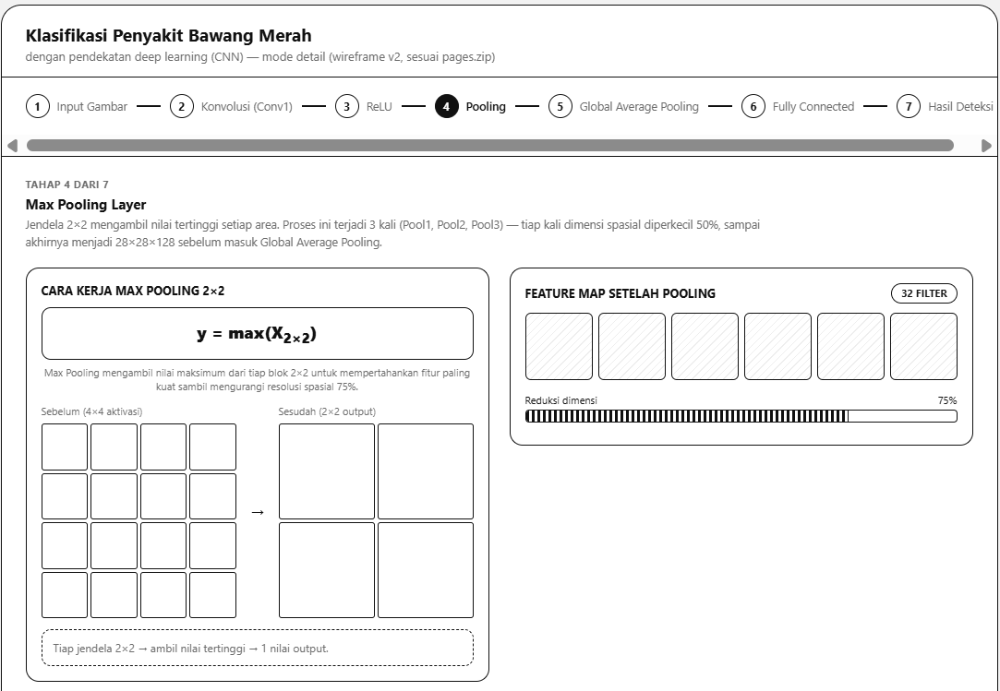 Klasifikasi Penyakit Bawang Merah
dengan pendekatan deep learning (CNN) — mode detail (wireframe v2, sesuai pages.zip)
1 Input Gambar 2 Konvolusi (Conv1) 3 ReLU 4 Pooling 5 Global Average Pooling 6 Fully Connected 7 Hasil Deteksi
TAHAP 4 DARI 7
Max Pooling Layer
Jendela 2×2 mengambil nilai tertinggi setiap area. Proses ini terjadi 3 kali (Pool1, Pool2, Pool3) — tiap kali dimensi spasial diperkecil 50%, sampai
akhirnya menjadi 28×28×128 sebelum masuk Global Average Pooling.
CARA KERJA MAX POOLING 2×2
y = max(X₂ₓ₂)
Max Pooling mengambil nilai maksimum dari tiap blok 2×2 untuk mempertahankan fitur paling
kuat sambil mengurangi resolusi spasial 75%.
Sebelum (4×4 aktivasi)
Sesudah (2×2 output)
→
Tiap jendela 2×2 → ambil nilai tertinggi → 1 nilai output.
FEATURE MAP SETELAH POOLING
32 FILTER
Reduksi dimensi
75%